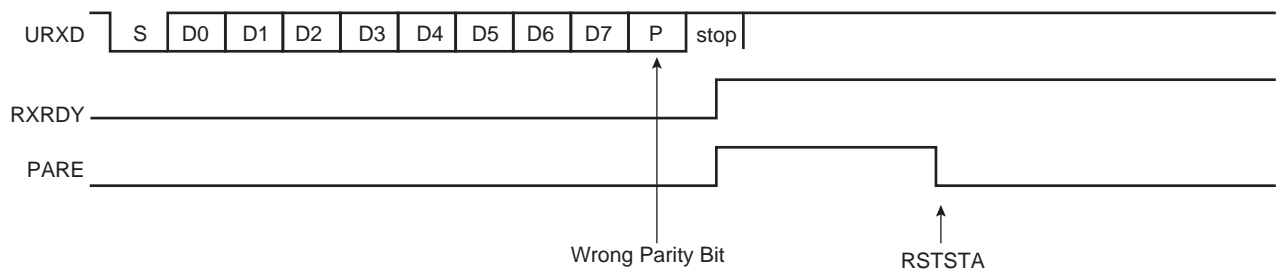 URXD S D0 D1 D2 D3 D4 D5 D6 D7 P stop
RXRDY
PARE
Wrong Parity Bit RSTSTA